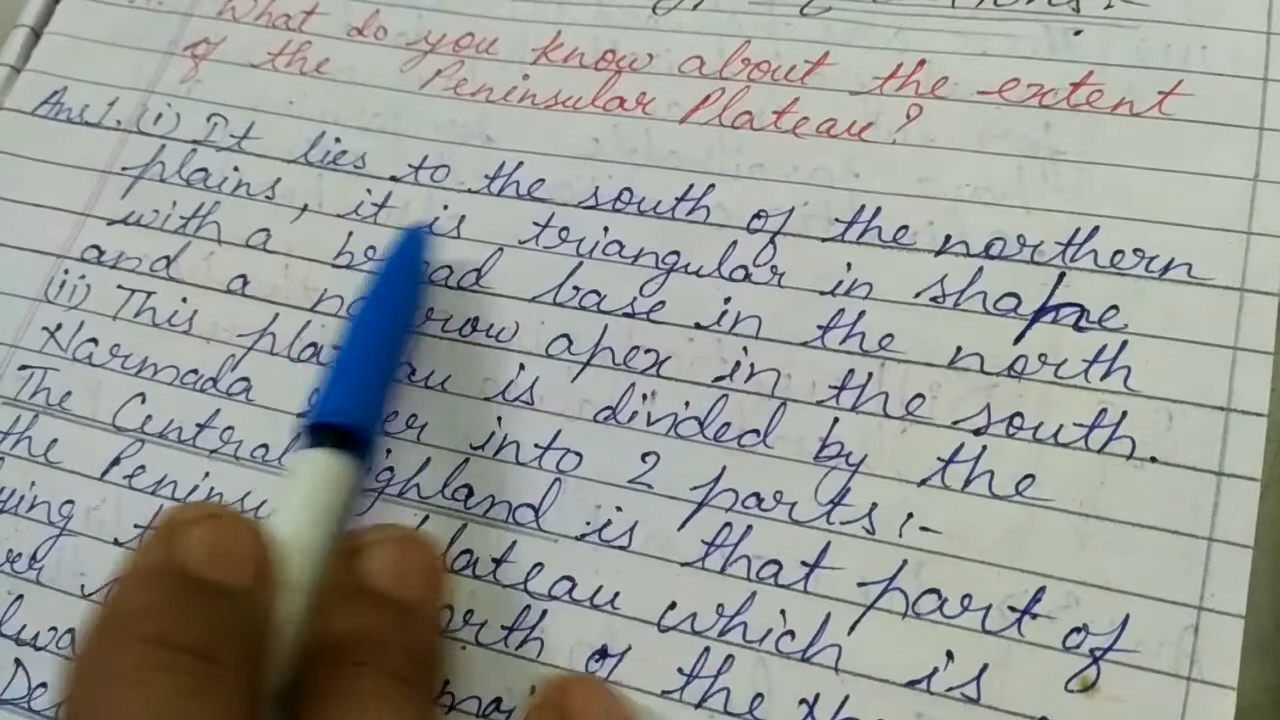 What do you know about the extent
of the Peninsular Plateau?
Ans1. (i) It lies to the south of the northern
plains, it is triangular in shape
with a broad base in the north
and a narrow apex in the south.
(ii) This plateau is divided by the
Narmada river into 2 parts:-
The Central Highland is that part of
the Peninsular plateau which is
north of the